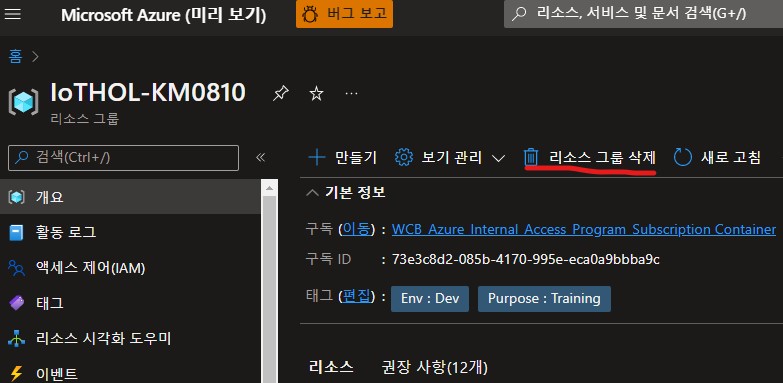 Microsoft Azure (미리 보기) 버그 보고 리소스, 서비스 및 문서 검색(G+/)
홈 >
IoTHOL-KM0810 ...
리소스 그룹
검색(Ctrl+/) «
만들기 보기 관리 리소스 그룹 삭제 새로 고침
개요
기본 정보
활동 로그
구독 (이동) : WCB Azure Internal Access Program Subscription Container
액세스 제어(IAM)
구독 ID : 73e3c8d2-085b-4170-995e-eca0a9bbba9c
태그
태그 (편집) : Env : Dev Purpose : Training
리소스 시각화 도우미
이벤트
리소스 권장 사항(12개)